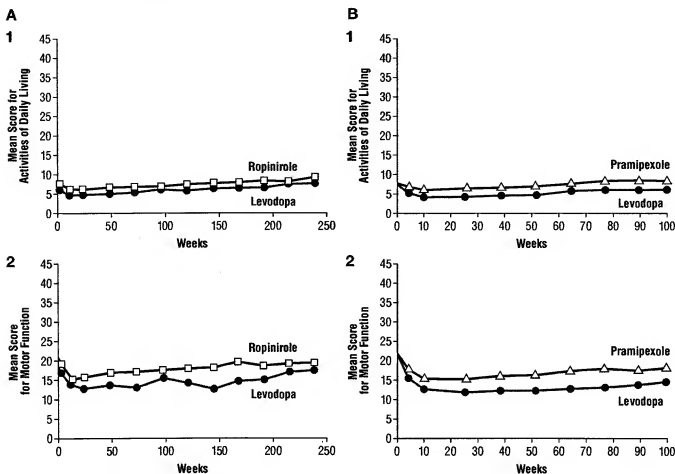 A
1
Mean Score for
Activities of Daily Living
45
40
35
30
25
20
15
10
5
0
Ropinirole
Levodopa
0 50 100 150 200 250
Weeks
B
1
Mean Score for
Activities of Daily Living
45
40
35
30
25
20
15
10
5
0
Pramipexole
Levodopa
0 10 20 30 40 50 60 70 80 90 100
Weeks
2
Mean Score
for Motor Function
45
40
35
30
25
20
15
10
5
0
Ropinirole
Levodopa
0 50 100 150 200 250
Weeks
2
Mean Score
for Motor Function
45
40
35
30
25
20
15
10
5
0
Pramipexole
Levodopa
0 10 20 30 40 50 60 70 80 90 100
Weeks